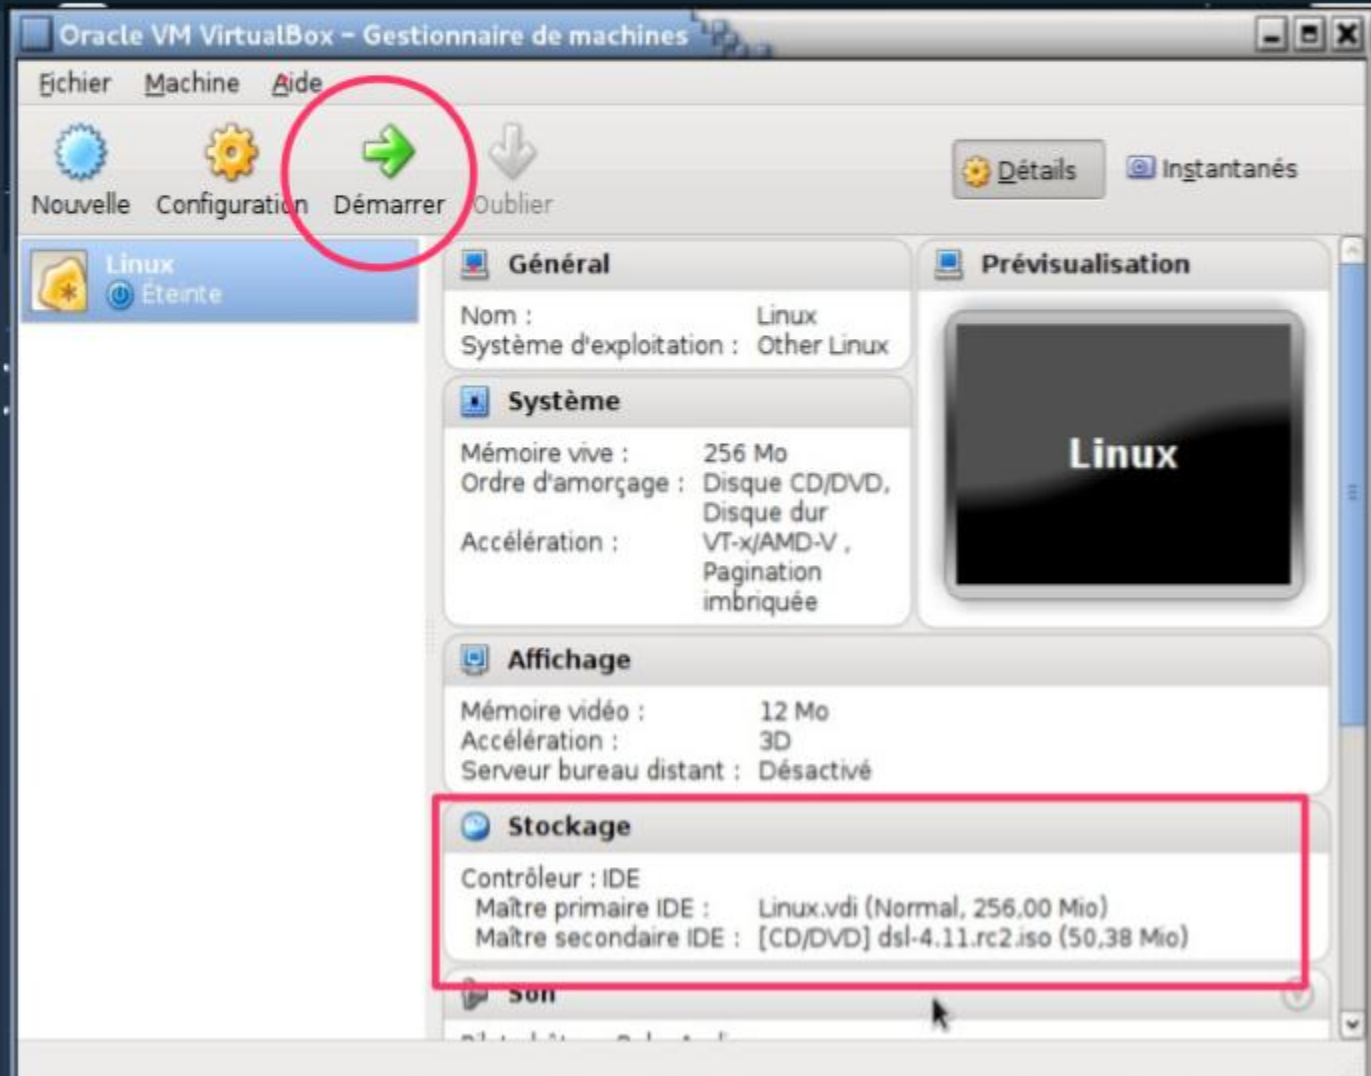 Oracle VM VirtualBox – Gestionnaire de machines
Fichier Machine Aide
Nouvelle Configuration Démarrer Oublier
Détails Instantanés
Linux
Éteinte
Général
Nom : Linux
Système d'exploitation : Other Linux
Système
Mémoire vive : 256 Mo
Ordre d'amorçage : Disque CD/DVD,
Disque dur
Accélération : VT-x/AMD-V ,
Pagination
imbriquée
Prévisualisation
Linux
Affichage
Mémoire vidéo : 12 Mo
Accélération : 3D
Serveur bureau distant : Désactivé
Stockage
Contrôleur : IDE
Maître primaire IDE : Linux.vdi (Normal, 256,00 Mio)
Maître secondaire IDE : [CD/DVD] dsl-4.11.rc2.iso (50,38 Mio)
Son